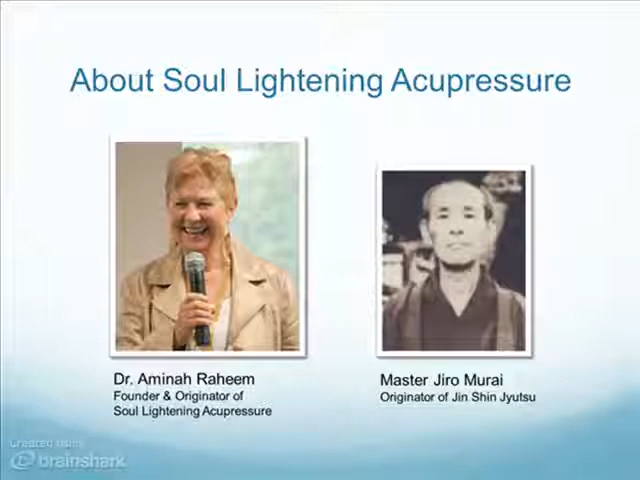 About Soul Lightening Acupressure
Dr. Aminah Raheem
Founder & Originator of
Soul Lightening Acupressure
Master Jiro Murai
Originator of Jin Shin Jyutsu
Created using
brainshark